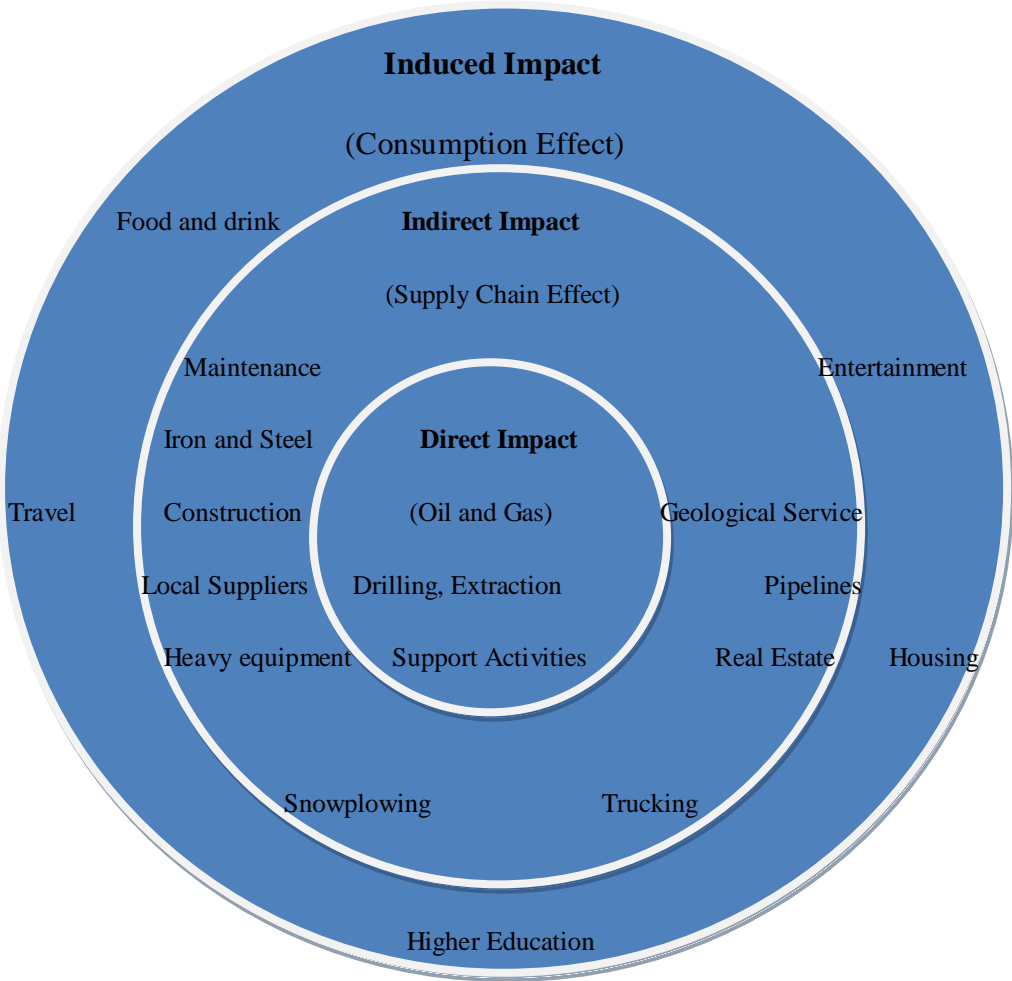 Induced Impact
(Consumption Effect)
Food and drink
Indirect Impact
(Supply Chain Effect)
Maintenance
Entertainment
Iron and Steel
Direct Impact
Travel
Construction
(Oil and Gas)
Geological Service
Local Suppliers
Drilling, Extraction
Pipelines
Heavy equipment
Support Activities
Real Estate
Housing
Snowplowing
Trucking
Higher Education